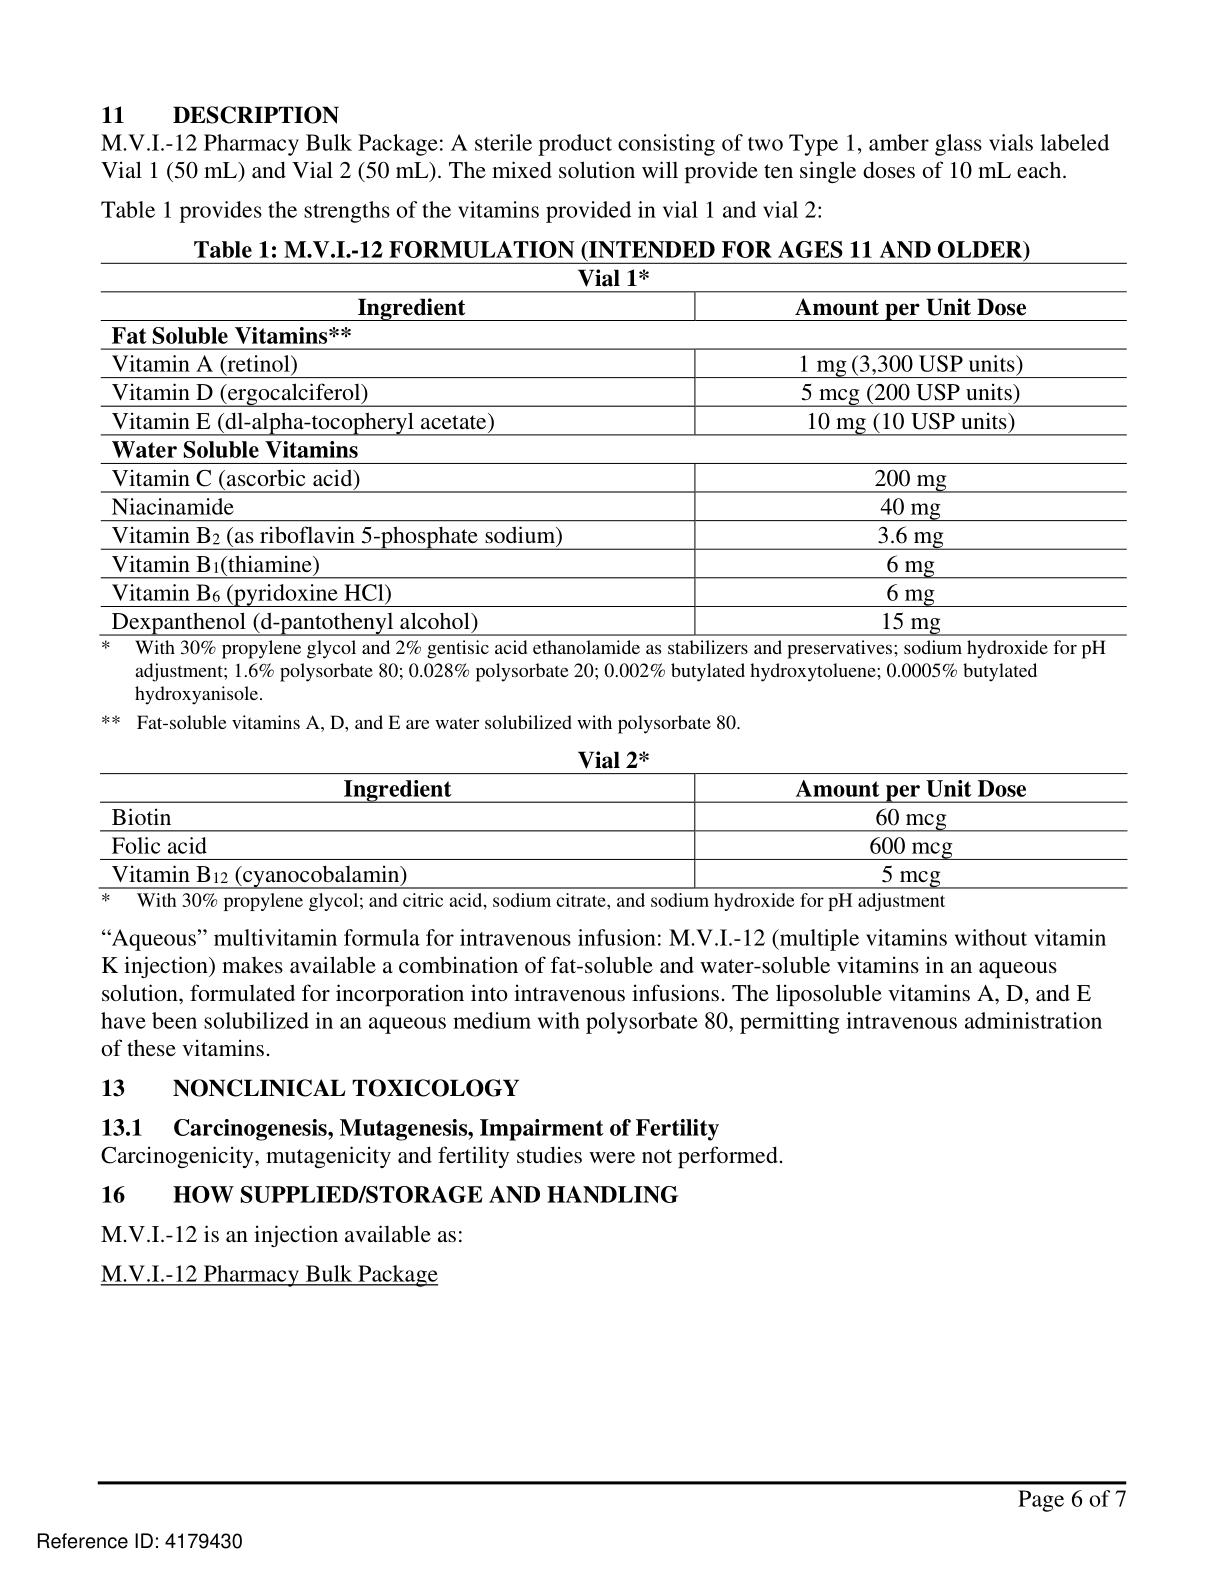 11 DESCRIPTION
M.V.I.-12 Pharmacy Bulk Package: A sterile product consisting of two Type 1, amber glass vials labeled
Vial 1 (50 mL) and Vial 2 (50 mL). The mixed solution will provide ten single doses of 10 mL each.
Table 1 provides the strengths of the vitamins provided in vial 1 and vial 2:
Table 1: M.V.I.-12 FORMULATION (INTENDED FOR AGES 11 AND OLDER)
Vial 1*
Ingredient Amount per Unit Dose
Fat Soluble Vitamins**
Vitamin A (retinol) 1 mg (3,300 USP units)
Vitamin D (ergocalciferol) 5 mcg (200 USP units)
Vitamin E (dl-alpha-tocopheryl acetate) 10 mg (10 USP units)
Water Soluble Vitamins
Vitamin C (ascorbic acid) 200 mg
Niacinamide 40 mg
Vitamin B2 (as riboflavin 5-phosphate sodium) 3.6 mg
Vitamin B1(thiamine) 6 mg
Vitamin B6 (pyridoxine HCl) 6 mg
Dexpanthenol (d-pantothenyl alcohol) 15 mg
* With 30% propylene glycol and 2% gentisic acid ethanolamide as stabilizers and preservatives; sodium hydroxide for pH
adjustment; 1.6% polysorbate 80; 0.028% polysorbate 20; 0.002% butylated hydroxytoluene; 0.0005% butylated
hydroxyanisole.
** Fat-soluble vitamins A, D, and E are water solubilized with polysorbate 80.
Vial 2*
Ingredient Amount per Unit Dose
Biotin 60 mcg
Folic acid 600 mcg
Vitamin B12 (cyanocobalamin) 5 mcg
* With 30% propylene glycol; and citric acid, sodium citrate, and sodium hydroxide for pH adjustment
“Aqueous” multivitamin formula for intravenous infusion: M.V.I.-12 (multiple vitamins without vitamin
K injection) makes available a combination of fat-soluble and water-soluble vitamins in an aqueous
solution, formulated for incorporation into intravenous infusions. The liposoluble vitamins A, D, and E
have been solubilized in an aqueous medium with polysorbate 80, permitting intravenous administration
of these vitamins.
13 NONCLINICAL TOXICOLOGY
13.1 Carcinogenesis, Mutagenesis, Impairment of Fertility
Carcinogenicity, mutagenicity and fertility studies were not performed.
16 HOW SUPPLIED/STORAGE AND HANDLING
M.V.I.-12 is an injection available as:
M.V.I.-12 Pharmacy Bulk Package
Page 6 of 7
Reference ID: 4179430